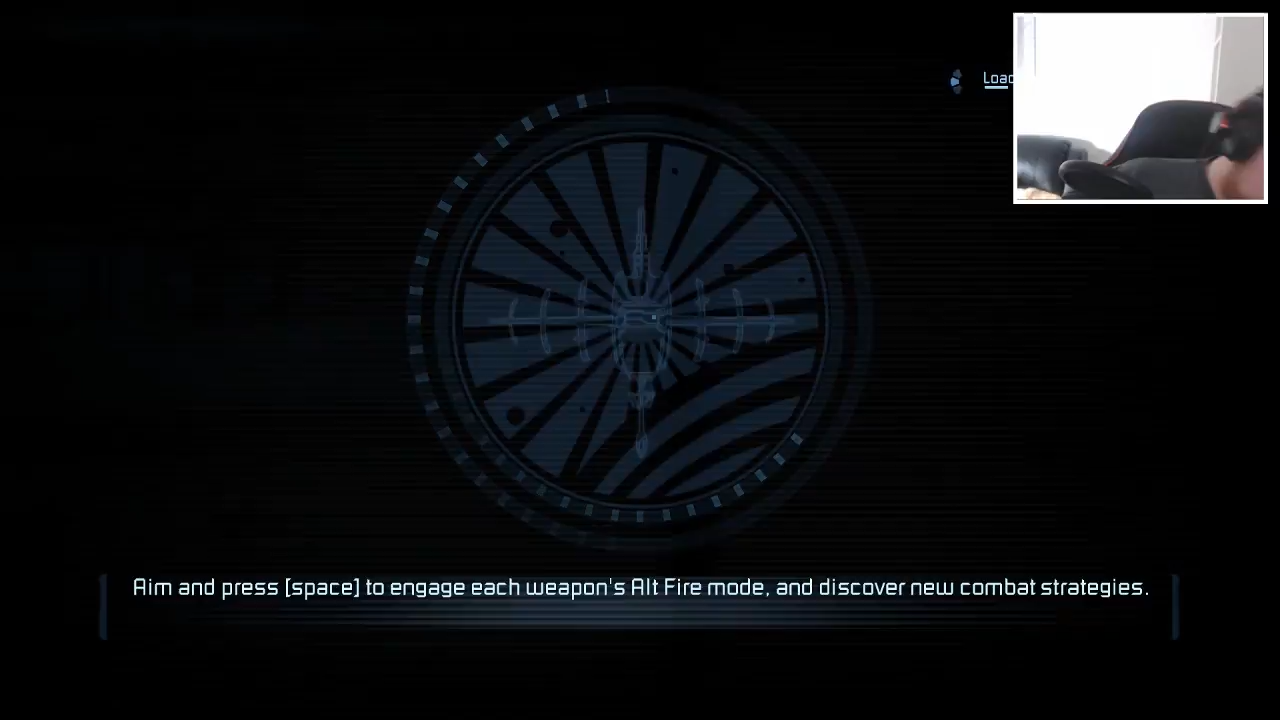 Aim and press [space] to engage each weapon's Alt Fire mode, and discover new combat strategies.